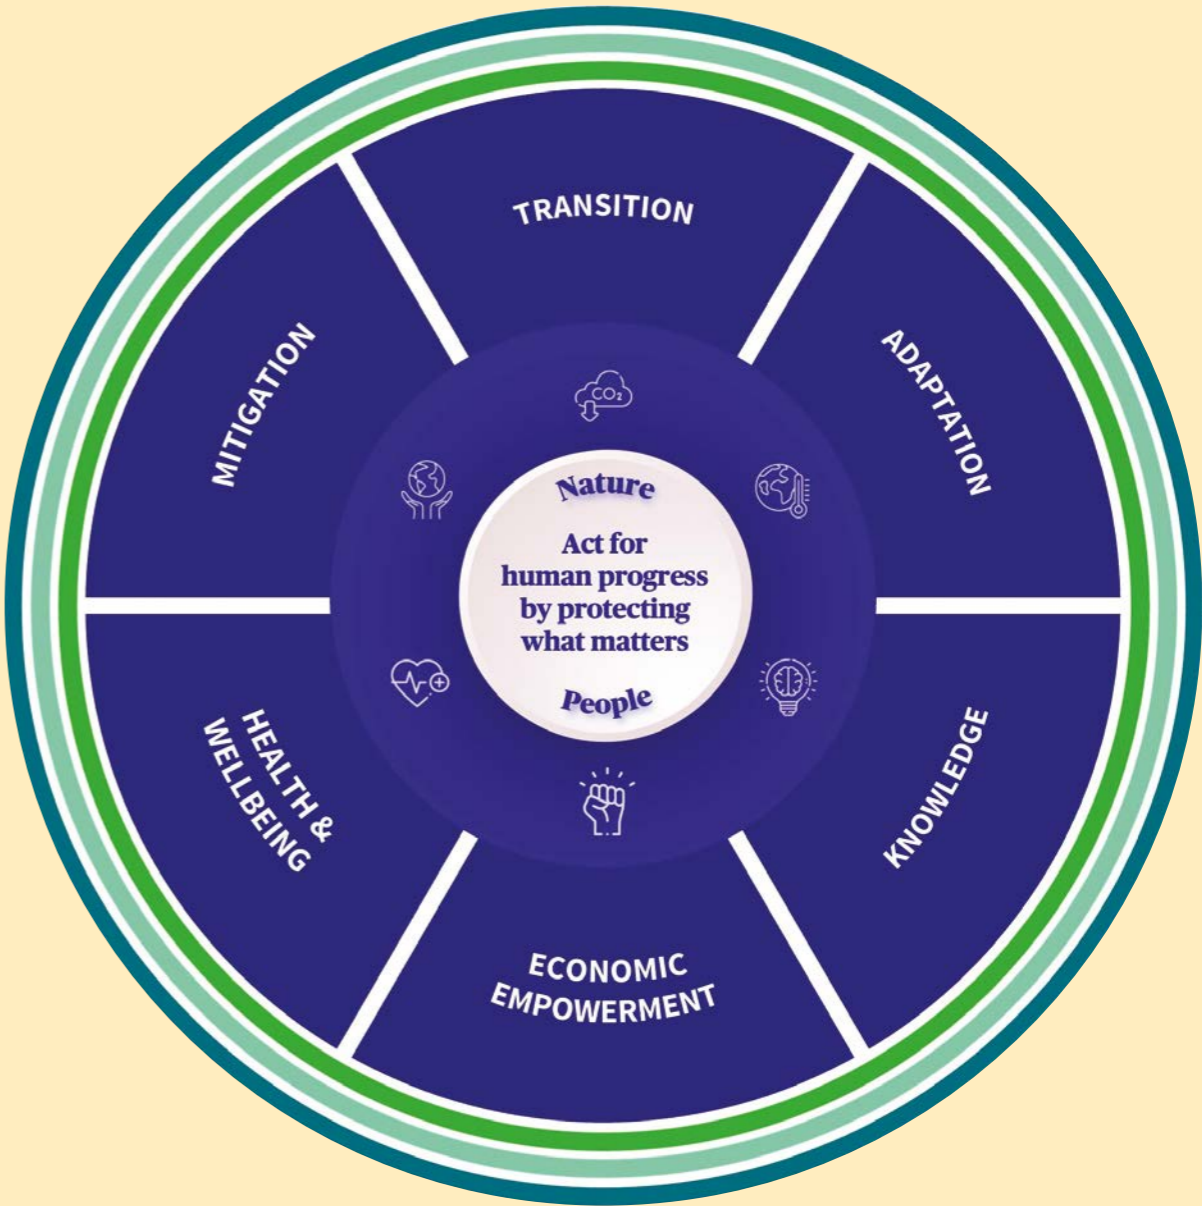 TRANSITION
MITIGATION
ADAPTATION
CO₂
Nature
Act for
human progress
by protecting
what matters
People
HEALTH &
WELLBEING
KNOWLEDGE
ECONOMIC
EMPOWERMENT